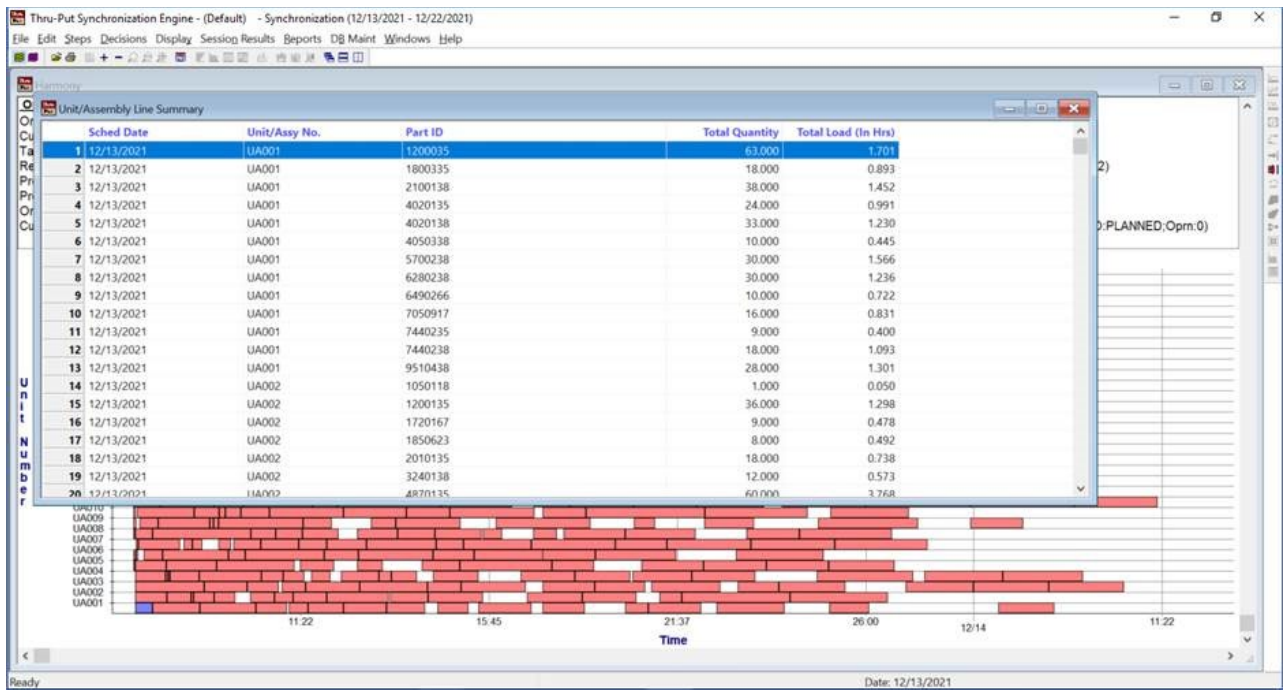 Thru-Put Synchronization Engine - (Default) - Synchronization (12/13/2021 - 12/22/2021)
File Edit Steps Decisions Display Session Results Reports DB Maint Windows Help
Harmony
Unit/Assembly Line Summary
Sched Date Unit/Assy No. Part ID Total Quantity Total Load (In Hrs)
1 12/13/2021 UA001 1200035 63.000 1.701
2 12/13/2021 UA001 1800335 18.000 0.893
3 12/13/2021 UA001 2100138 38.000 1.452
4 12/13/2021 UA001 4020135 24.000 0.991
5 12/13/2021 UA001 4020138 33.000 1.230
6 12/13/2021 UA001 4050338 10.000 0.445
7 12/13/2021 UA001 5700238 30.000 1.566
8 12/13/2021 UA001 6280238 30.000 1.236
9 12/13/2021 UA001 6490266 10.000 0.722
10 12/13/2021 UA001 7050917 16.000 0.831
11 12/13/2021 UA001 7440235 9.000 0.400
12 12/13/2021 UA001 7440238 18.000 1.093
13 12/13/2021 UA001 9510438 28.000 1.301
14 12/13/2021 UA002 1050118 1.000 0.050
15 12/13/2021 UA002 1200135 36.000 1.298
16 12/13/2021 UA002 1720167 9.000 0.478
17 12/13/2021 UA002 1850623 8.000 0.492
18 12/13/2021 UA002 2010135 18.000 0.738
19 12/13/2021 UA002 3240138 12.000 0.573
20 12/13/2021 UA002 4870135 60.000 3.768
2)
D:PLANNED;Oprn:0)
Unit Number
UA010
UA009
UA008
UA007
UA006
UA005
UA004
UA003
UA002
UA001
11:22 15:45 21:37 26:00 12/14 11:22
Time
Ready Date: 12/13/2021